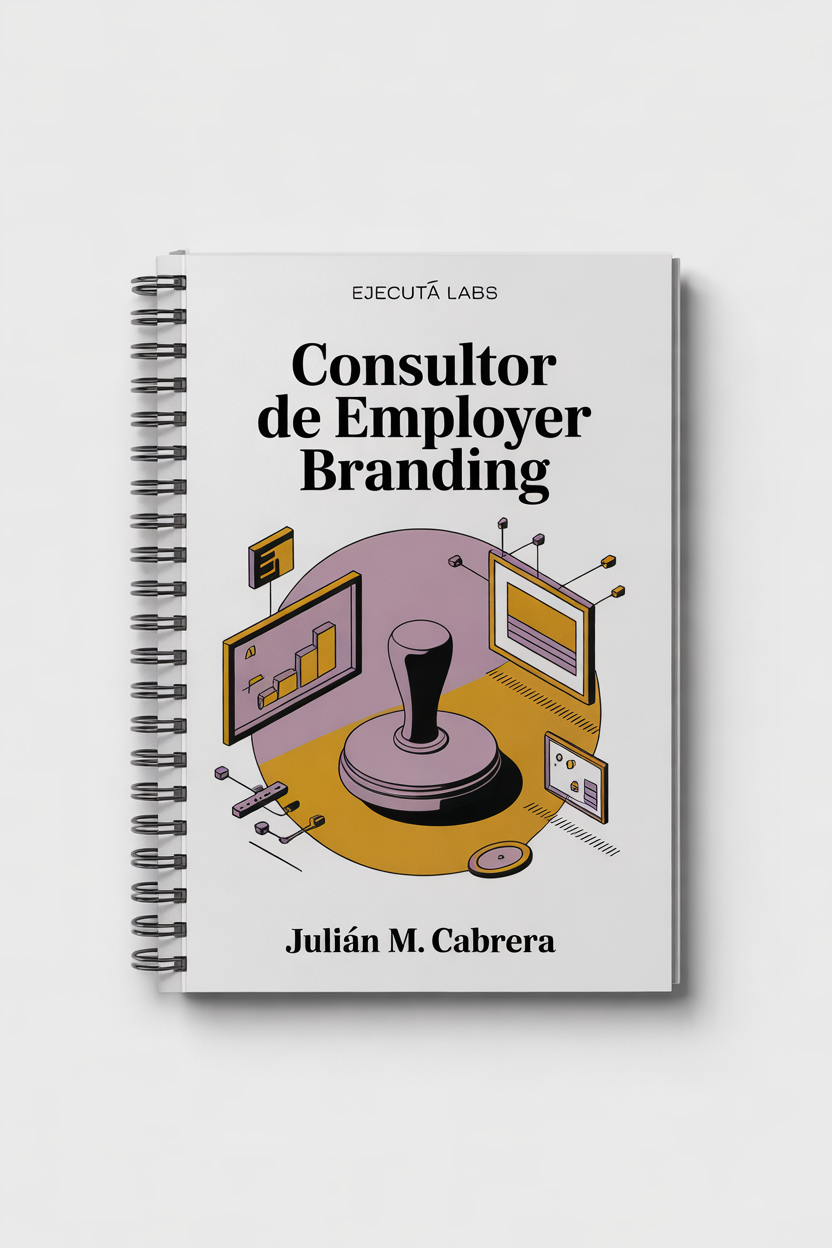 EJECUTÁ LABS
Consultor
de Employer
Branding
Julián M. Cabrera